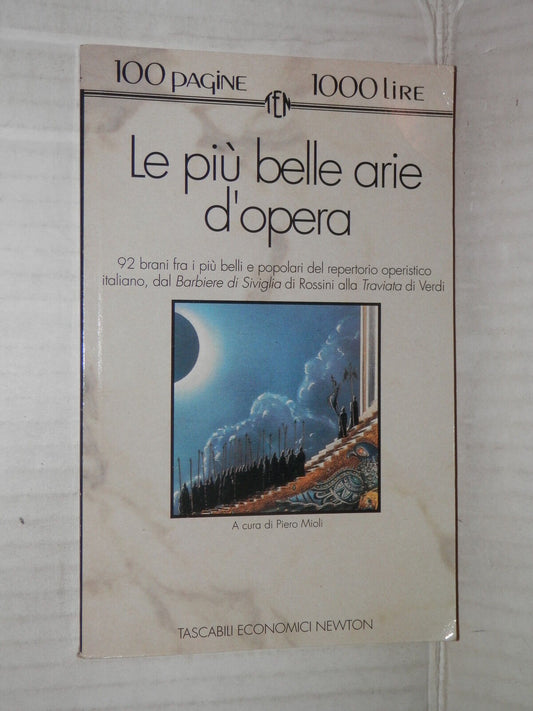 100 PAGINE 1000 LIRE
TEN
Le più belle arie
d'opera
92 brani fra i più belli e popolari del repertorio operistico
italiano, dal Barbiere di Siviglia di Rossini alla Traviata di Verdi
A cura di Piero Mioli
TASCABILI ECONOMICI NEWTON